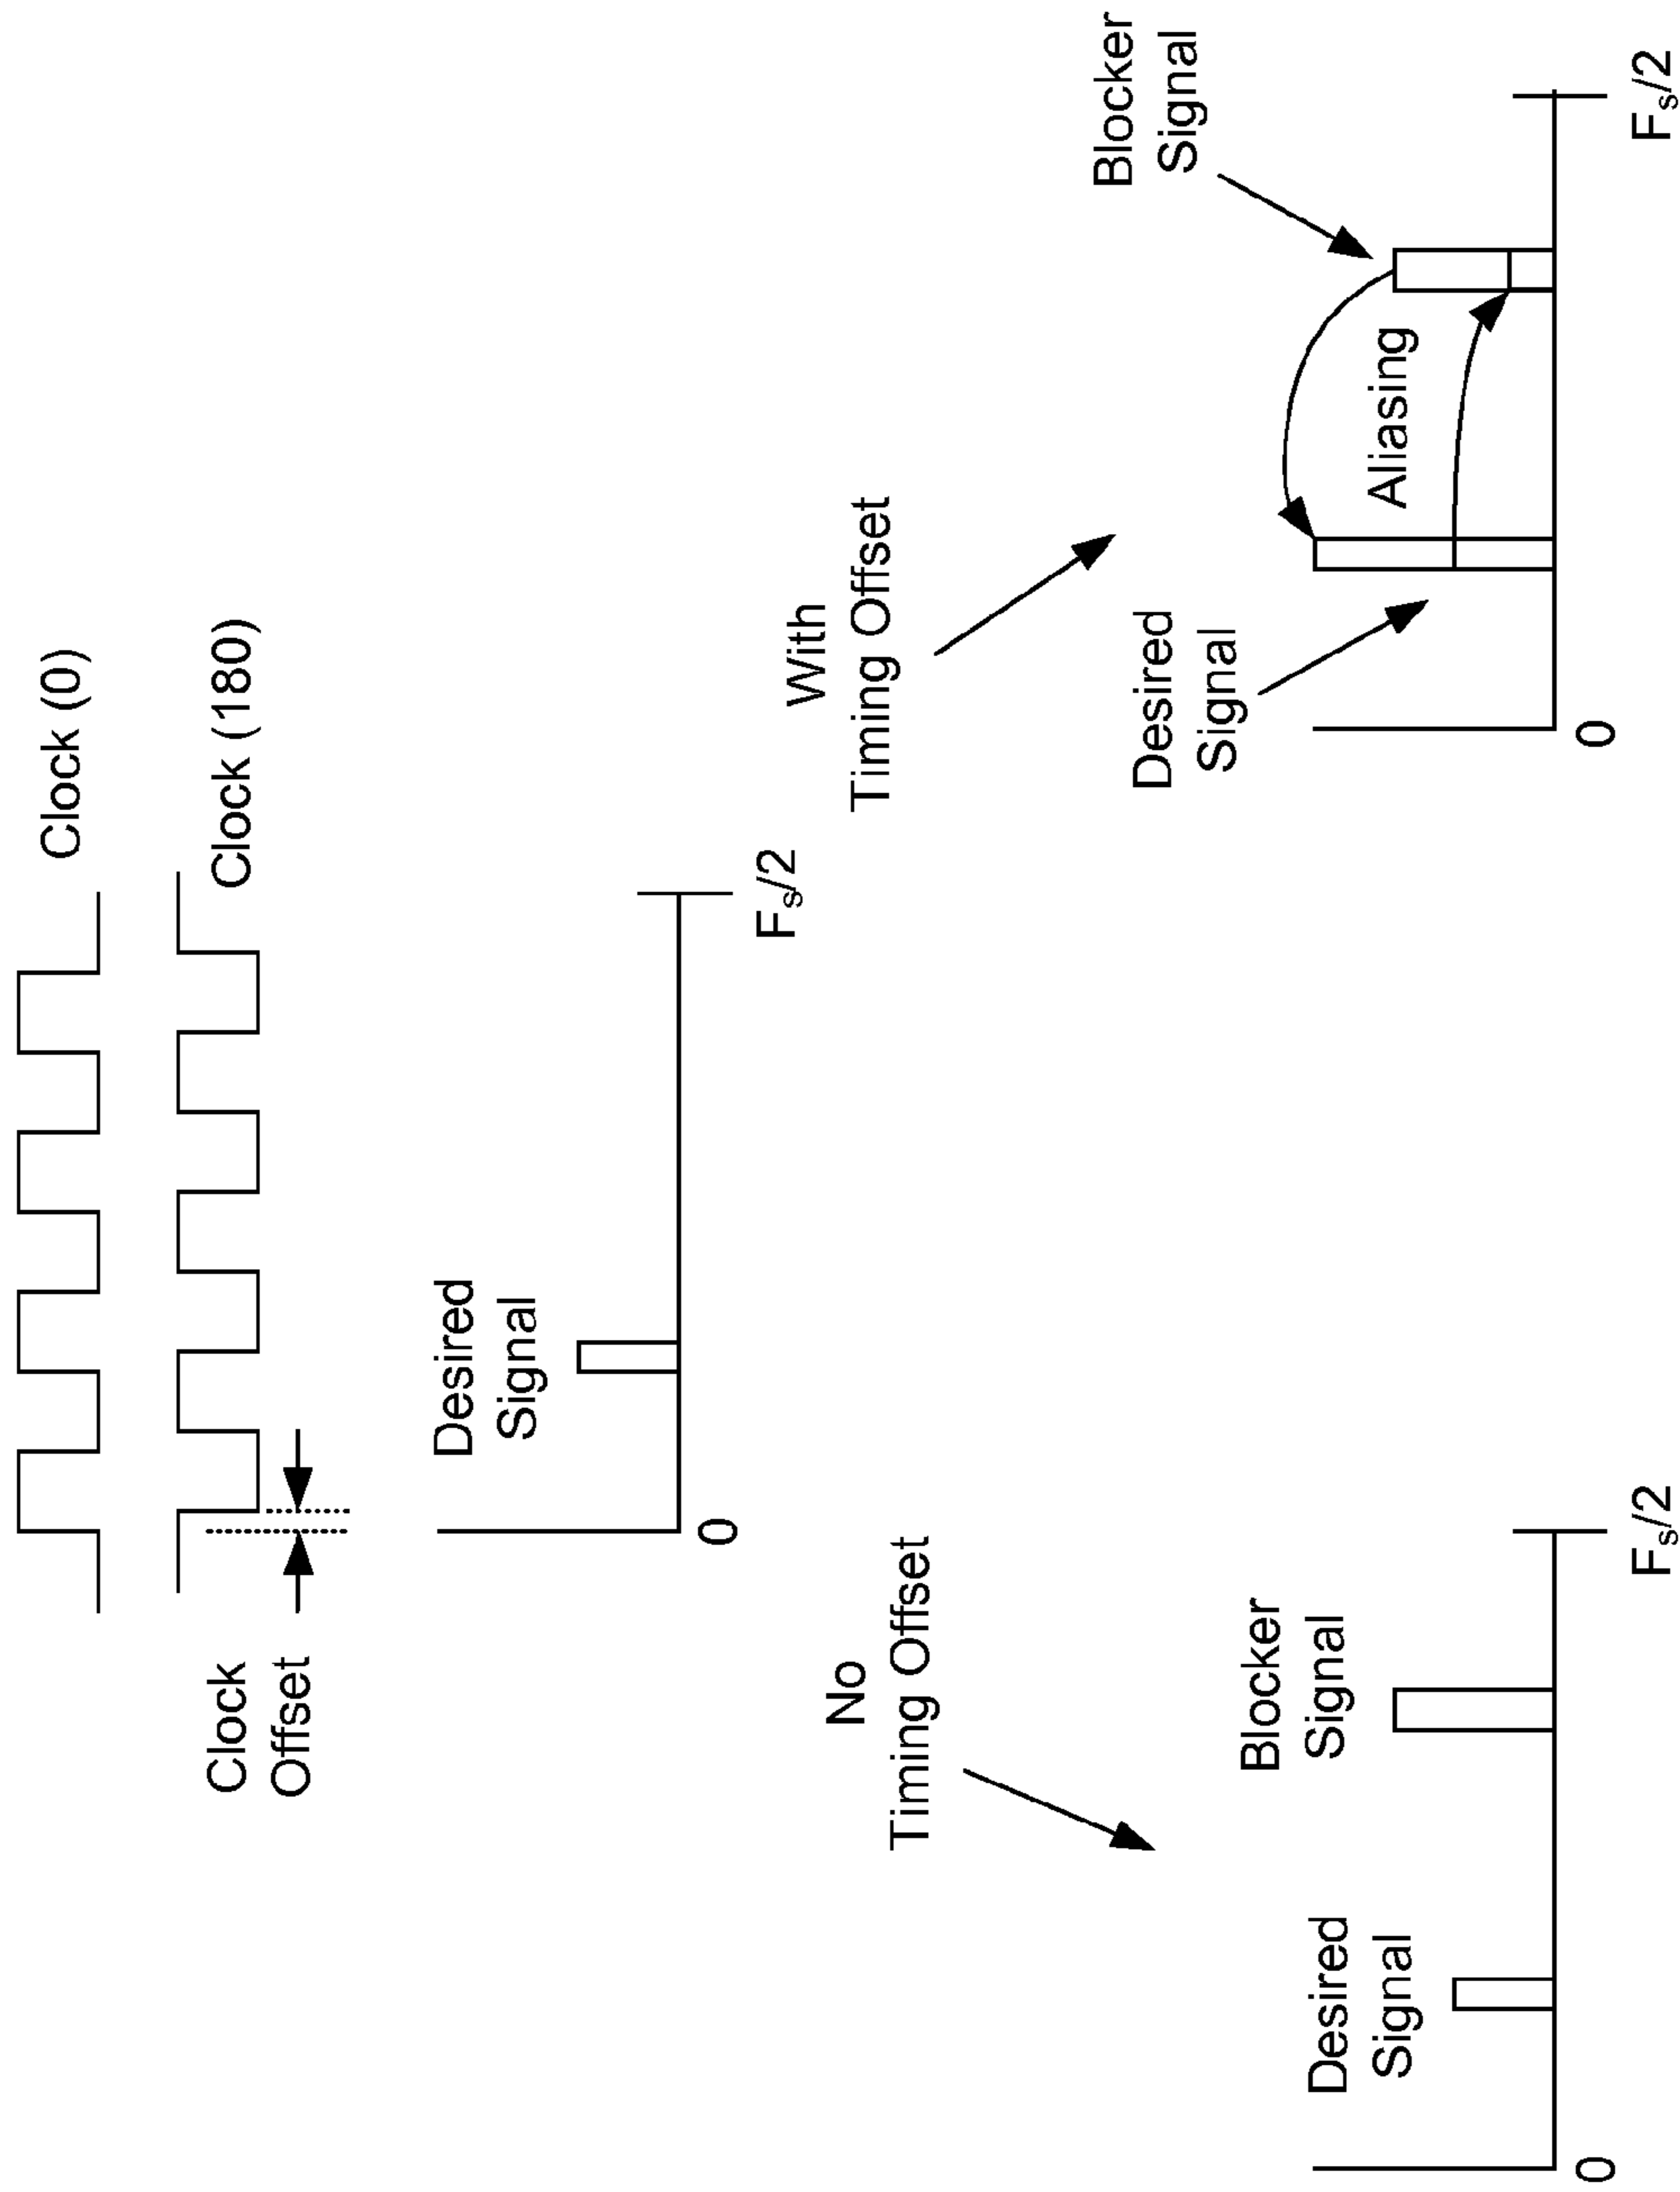 Clock (0)
Clock
Offset
Clock (180)
Desired
Signal
0
Fs/2
No
Timing Offset
With
Timing Offset
Desired
Signal
Blocker
Signal
0
Fs/2
Desired
Signal
Blocker
Signal
Aliasing
0
Fs/2